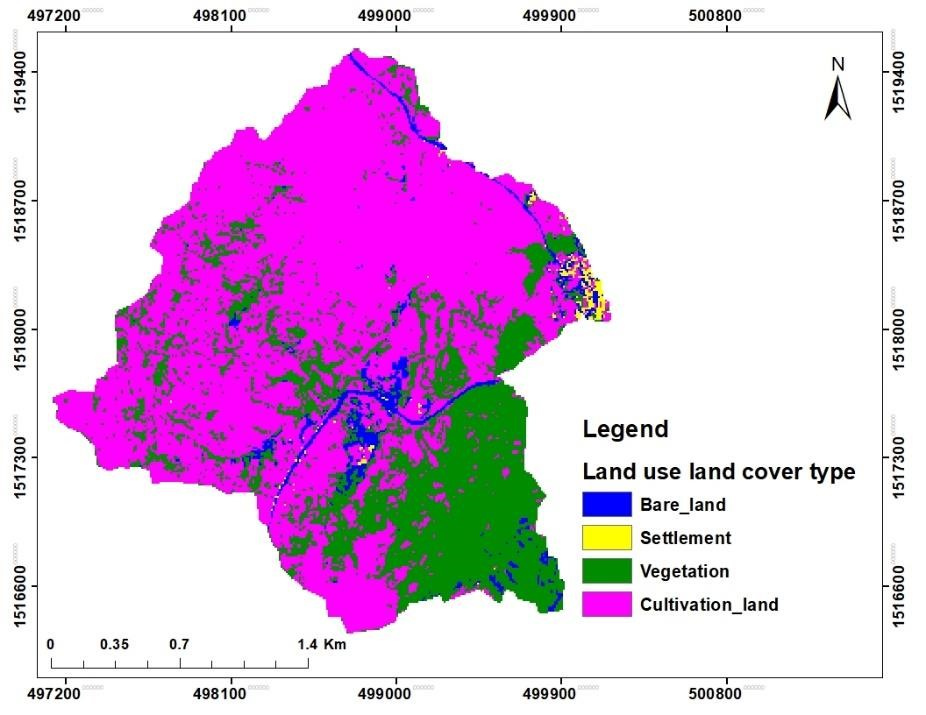 497200 498100 499000 499900 500800
1519400
1518700
1518000
1517300
1516600
N
1519400
1518700
1518000
1517300
1516600
Legend
Land use land cover type
Bare_land
Settlement
Vegetation
Cultivation_land
0 0.35 0.7 1.4 Km
497200 498100 499000 499900 500800